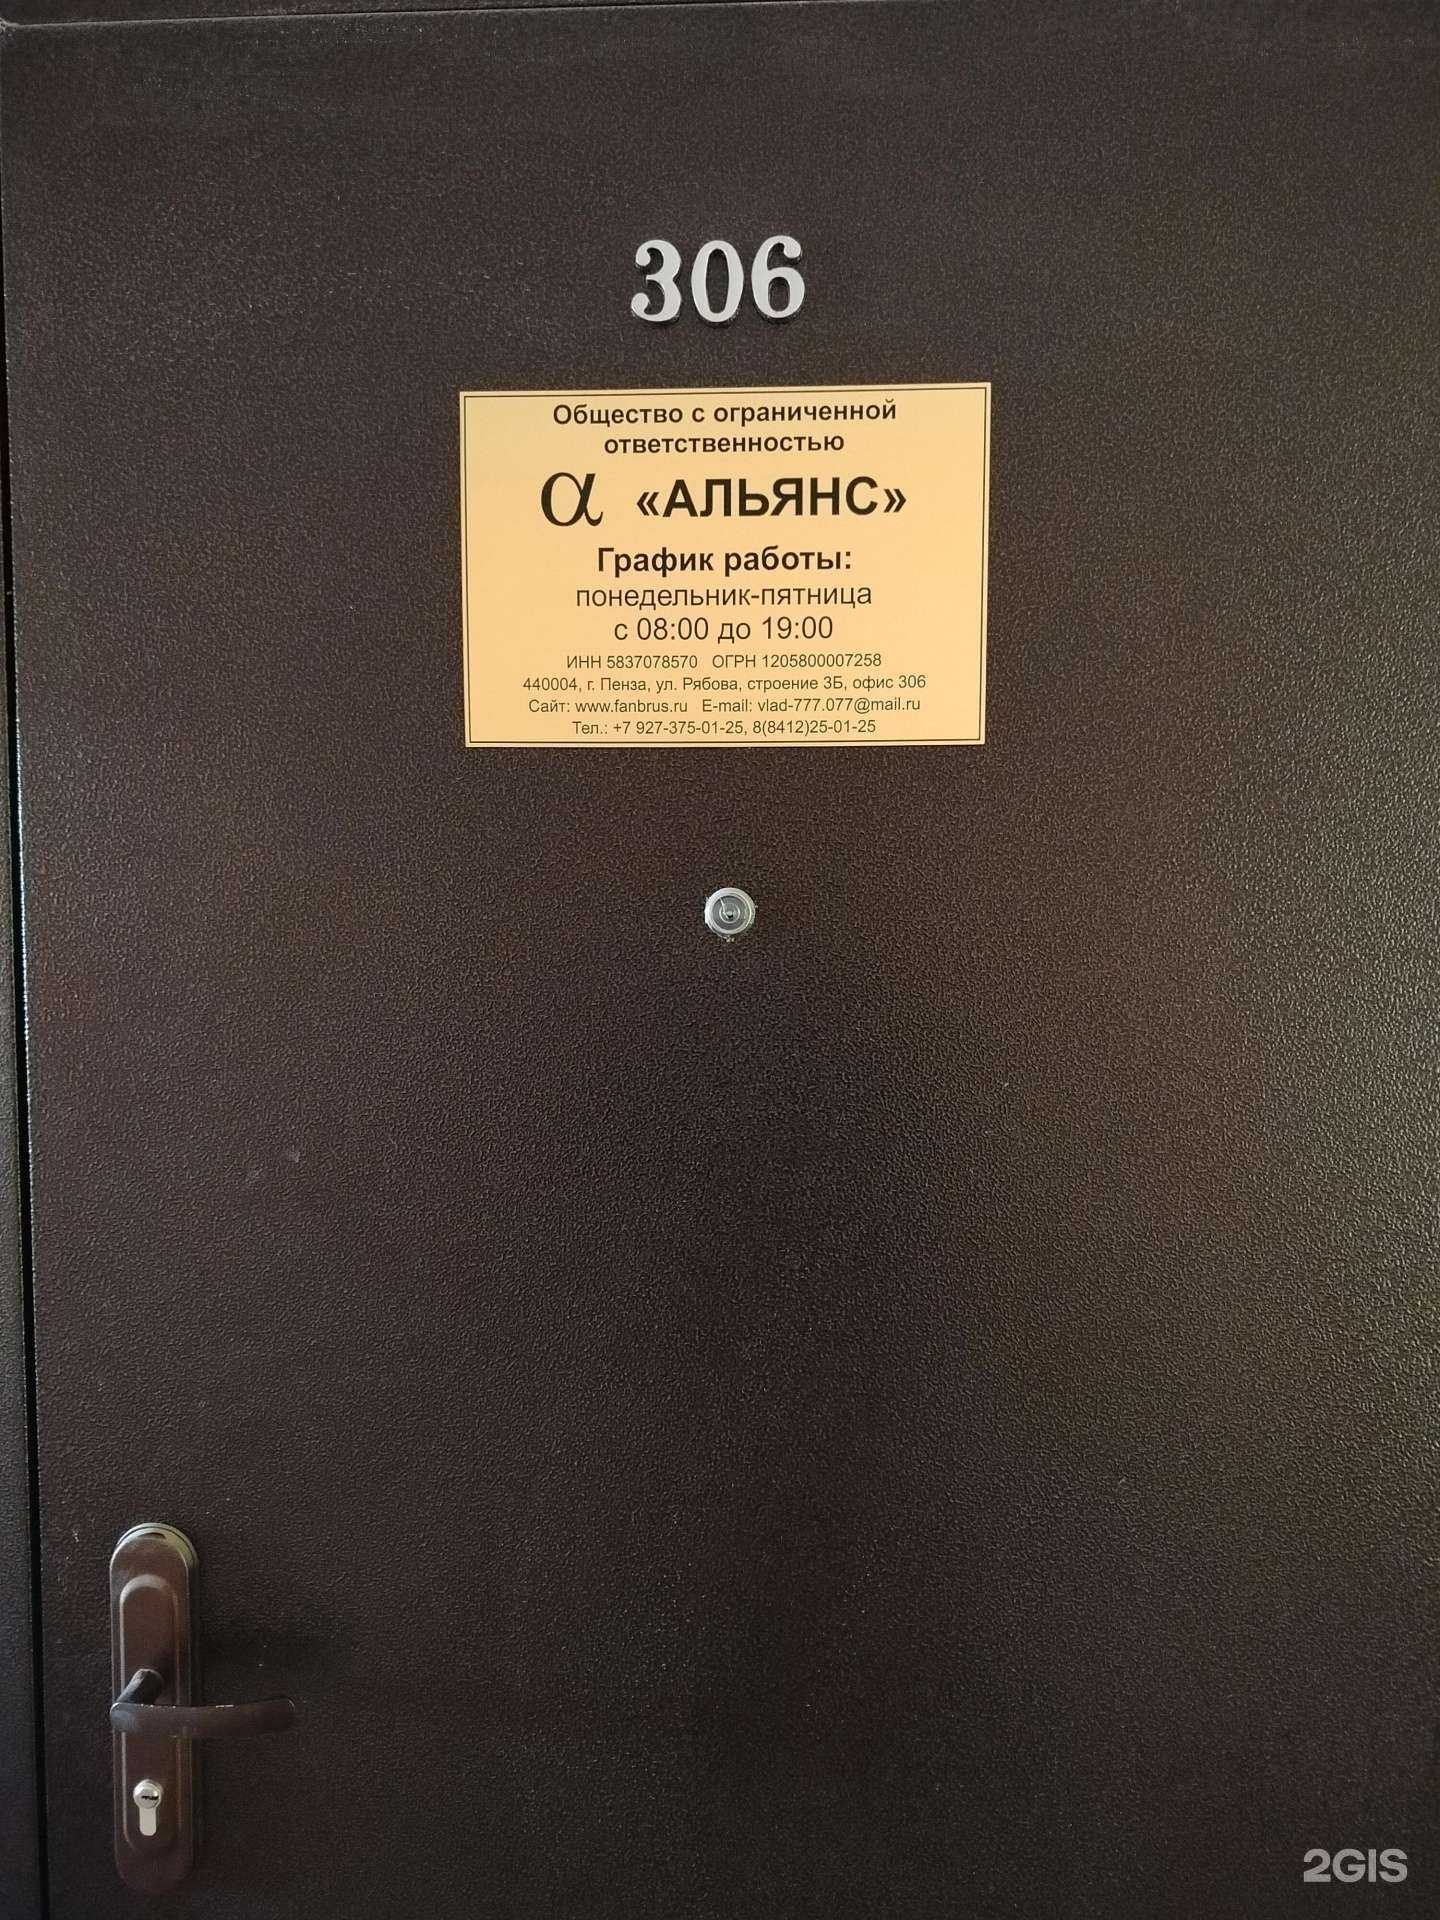 306
Общество с ограниченной
ответственностью
α «АЛЬЯНС»
График работы:
понедельник-пятница
с 08:00 до 19:00
ИНН 5837078570 ОГРН 1205800007258
440004, г. Пенза, ул. Рябова, строение 3Б, офис 306
Сайт: www.fanbrus.ru E-mail: vlad-777.077@mail.ru
Тел.: +7 927-375-01-25, 8(8412)25-01-25
2GIS